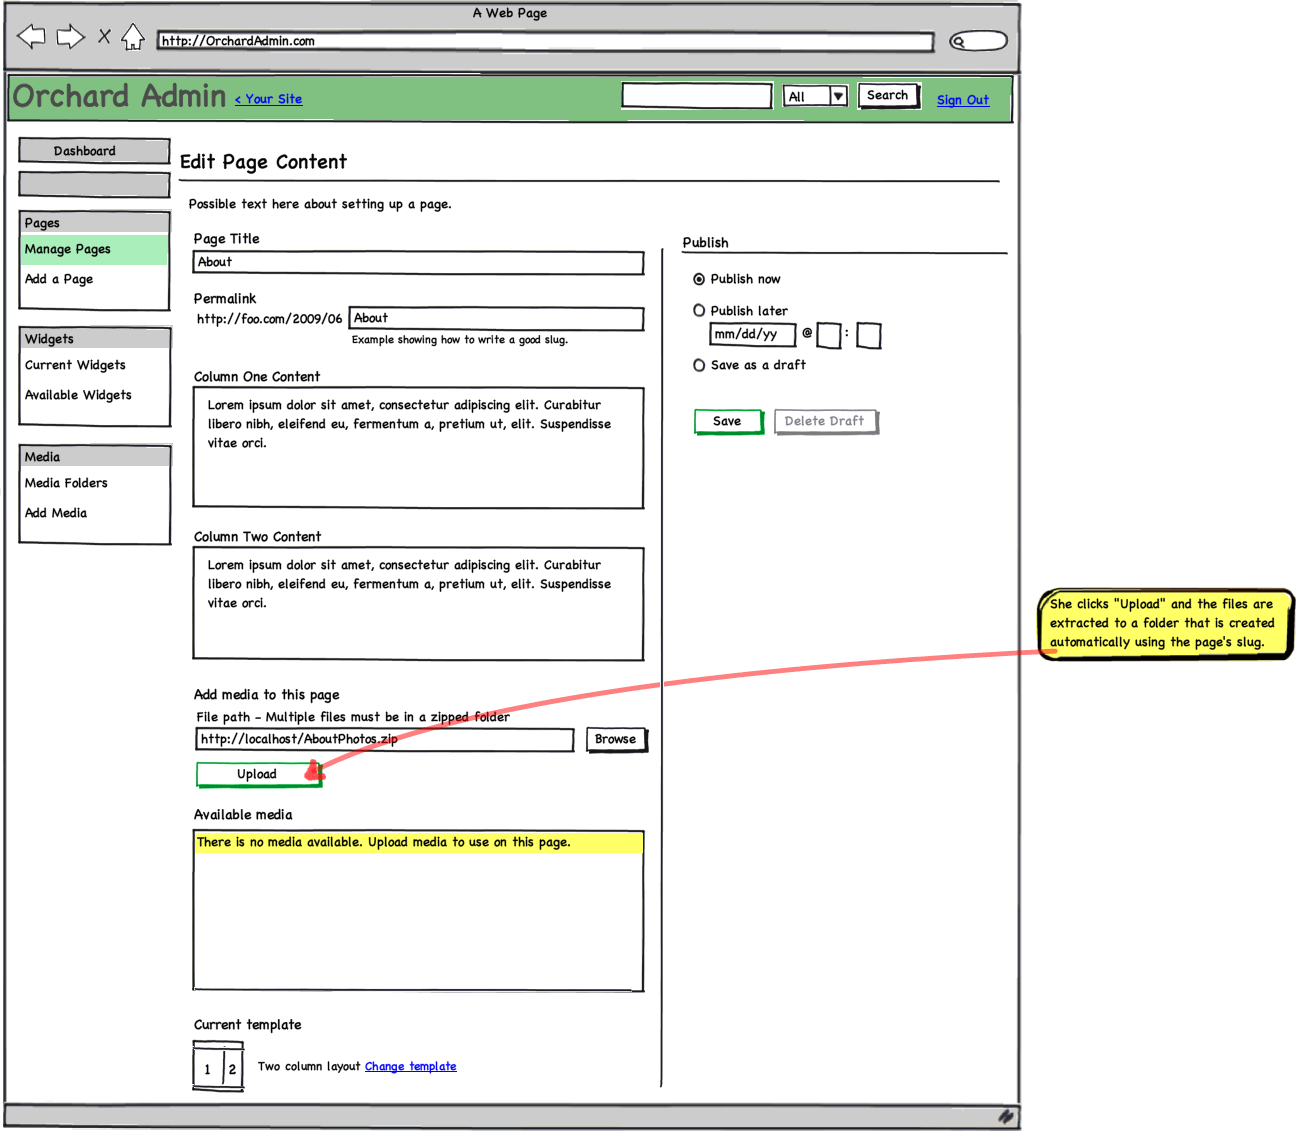 A Web Page
http://OrchardAdmin.com
Orchard Admin < Your Site All Search Sign Out
Dashboard
Pages
Manage Pages
Add a Page
Widgets
Current Widgets
Available Widgets
Media
Media Folders
Add Media
Edit Page Content
Possible text here about setting up a page.
Page Title
About
Permalink
http://foo.com/2009/06 About
Example showing how to write a good slug.
Column One Content
Lorem ipsum dolor sit amet, consectetur adipiscing elit. Curabitur
libero nibh, eleifend eu, fermentum a, pretium ut, elit. Suspendisse
vitae orci.
Column Two Content
Lorem ipsum dolor sit amet, consectetur adipiscing elit. Curabitur
libero nibh, eleifend eu, fermentum a, pretium ut, elit. Suspendisse
vitae orci.
Add media to this page
File path - Multiple files must be in a zipped folder
http://localhost/AboutPhotos.zip Browse
Upload
Available media
There is no media available. Upload media to use on this page.
Current template
1 2 Two column layout Change template
Publish
Publish now
Publish later
mm/dd/yy @ :
Save as a draft
Save Delete Draft
She clicks "Upload" and the files are
extracted to a folder that is created
automatically using the page's slug.